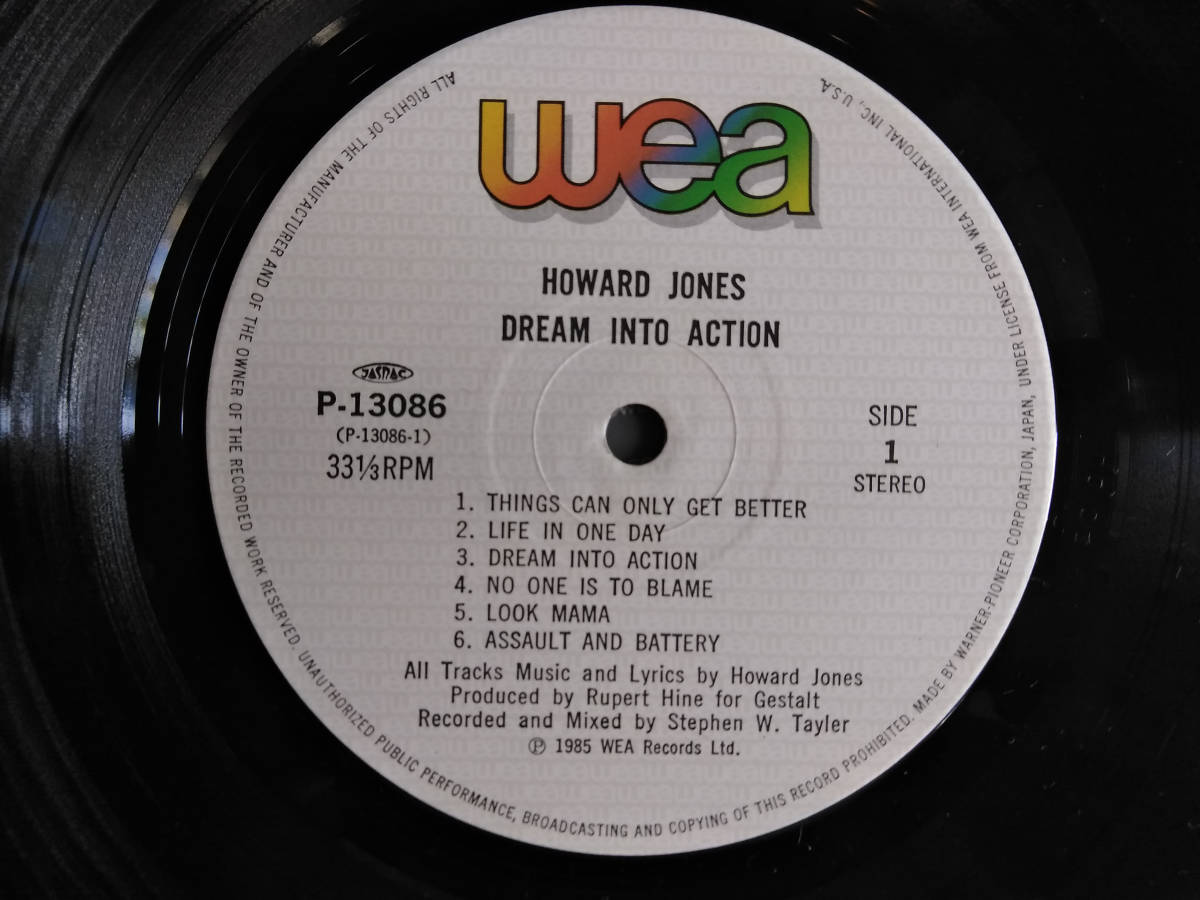 wea
HOWARD JONES
DREAM INTO ACTION
JASRAC
P-13086
(P-13086-1)
33⅓RPM
SIDE
1
STEREO
1. THINGS CAN ONLY GET BETTER
2. LIFE IN ONE DAY
3. DREAM INTO ACTION
4. NO ONE IS TO BLAME
5. LOOK MAMA
6. ASSAULT AND BATTERY
All Tracks Music and Lyrics by Howard Jones
Produced by Rupert Hine for Gestalt
Recorded and Mixed by Stephen W. Tayler
℗ 1985 WEA Records Ltd.
ALL RIGHTS OF THE MANUFACTURER AND OF THE OWNER OF THE RECORDED WORK RESERVED. UNAUTHORIZED PUBLIC PERFORMANCE, BROADCASTING AND COPYING OF THIS RECORD PROHIBITED. MADE BY WARNER-PIONEER CORPORATION, JAPAN, UNDER LICENSE FROM WEA INTERNATIONAL INC., U.S.A.